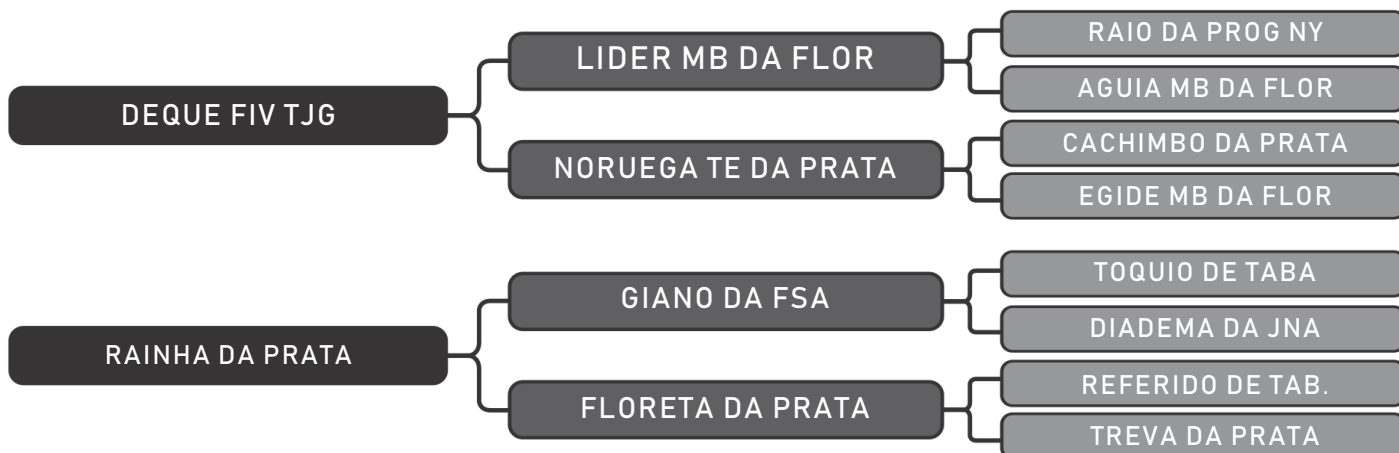 DEQUE FIV TJG
LIDER MB DA FLOR
RAIO DA PROG NY
AGUIA MB DA FLOR
NORUEGA TE DA PRATA
CACHIMBO DA PRATA
EGIDE MB DA FLOR
RAINHA DA PRATA
GIANO DA FSA
TOQUIO DE TABA
DIADEMA DA JNA
FLORETA DA PRATA
REFERIDO DE TAB.
TREVA DA PRATA